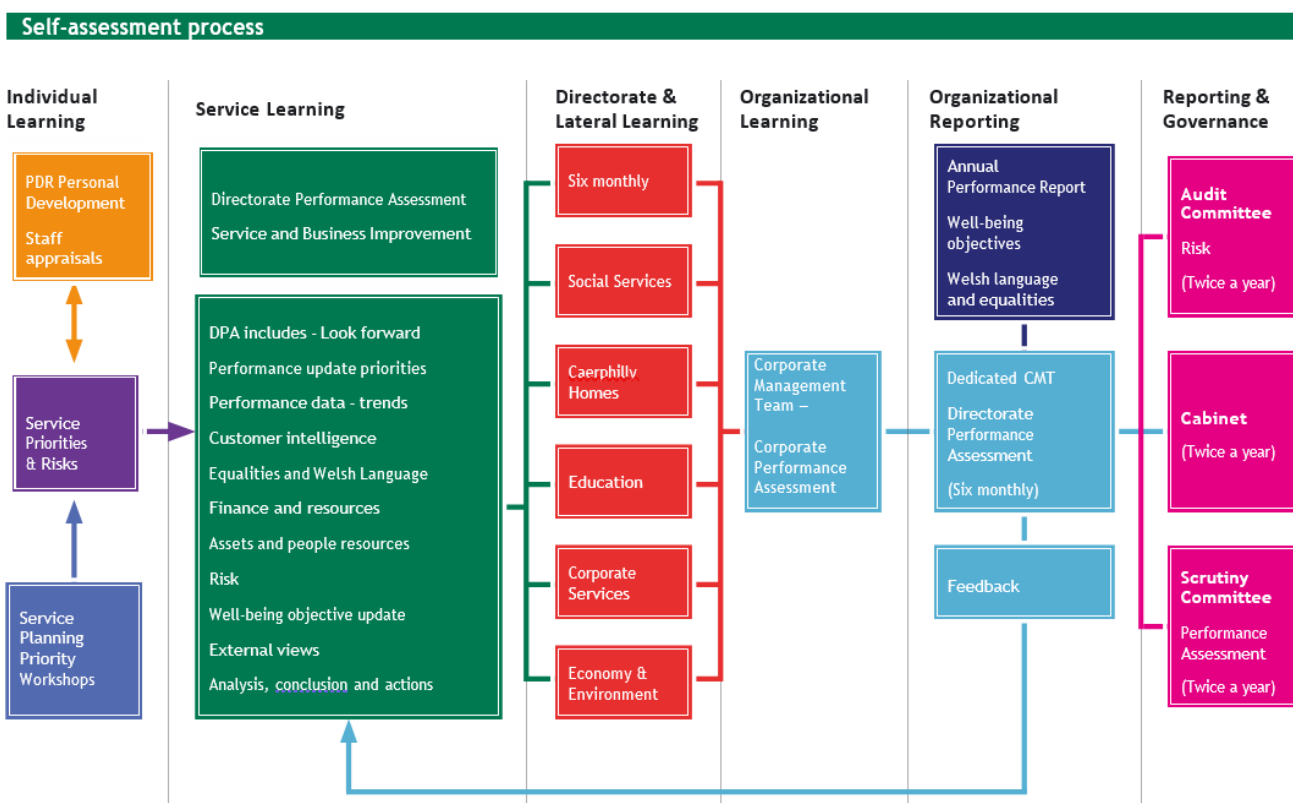 Self-assessment process
Individual
Learning
PDR Personal
Development
Staff
appraisals
Service
Priorities
& Risks
Service
Planning
Priority
Workshops
Service Learning
Directorate Performance Assessment
Service and Business Improvement
DPA includes - Look forward
Performance update priorities
Performance data - trends
Customer intelligence
Equalities and Welsh Language
Finance and resources
Assets and people resources
Risk
Well-being objective update
External views
Analysis, conclusion and actions
Directorate &
Lateral Learning
Six monthly
Social Services
Caerphilly
Homes
Education
Corporate
Services
Economy &
Environment
Organizational
Learning
Corporate
Management
Team –
Corporate
Performance
Assessment
Organizational
Reporting
Annual
Performance Report
Well-being
objectives
Welsh language
and equalities
Dedicated CMT
Directorate
Performance
Assessment
(Six monthly)
Feedback
Reporting &
Governance
Audit
Committee
Risk
(Twice a year)
Cabinet
(Twice a year)
Scrutiny
Committee
Performance
Assessment
(Twice a year)